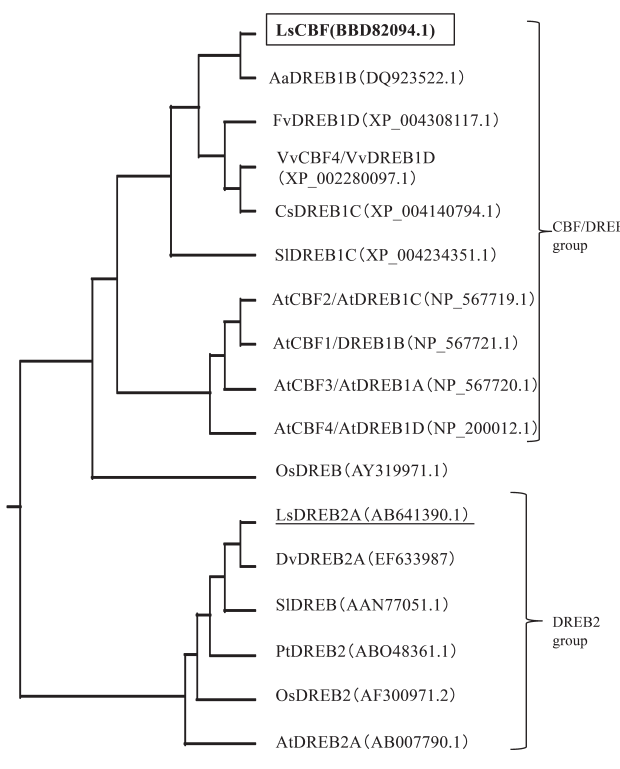 LsCBF(BBD82094.1)
AaDREB1B(DQ923522.1)
FvDREB1D(XP_004308117.1)
VvCBF4/VvDREB1D
(XP_002280097.1)
CsDREB1C(XP_004140794.1)
SlDREB1C(XP_004234351.1)
AtCBF2/AtDREB1C(NP_567719.1)
AtCBF1/DREB1B(NP_567721.1)
AtCBF3/AtDREB1A(NP_567720.1)
AtCBF4/AtDREB1D(NP_200012.1)
CBF/DREB
group
OsDREB(AY319971.1)
LsDREB2A(AB641390.1)
DvDREB2A(EF633987)
SlDREB(AAN77051.1)
PtDREB2(ABO48361.1)
OsDREB2(AF300971.2)
AtDREB2A(AB007790.1)
DREB2
group